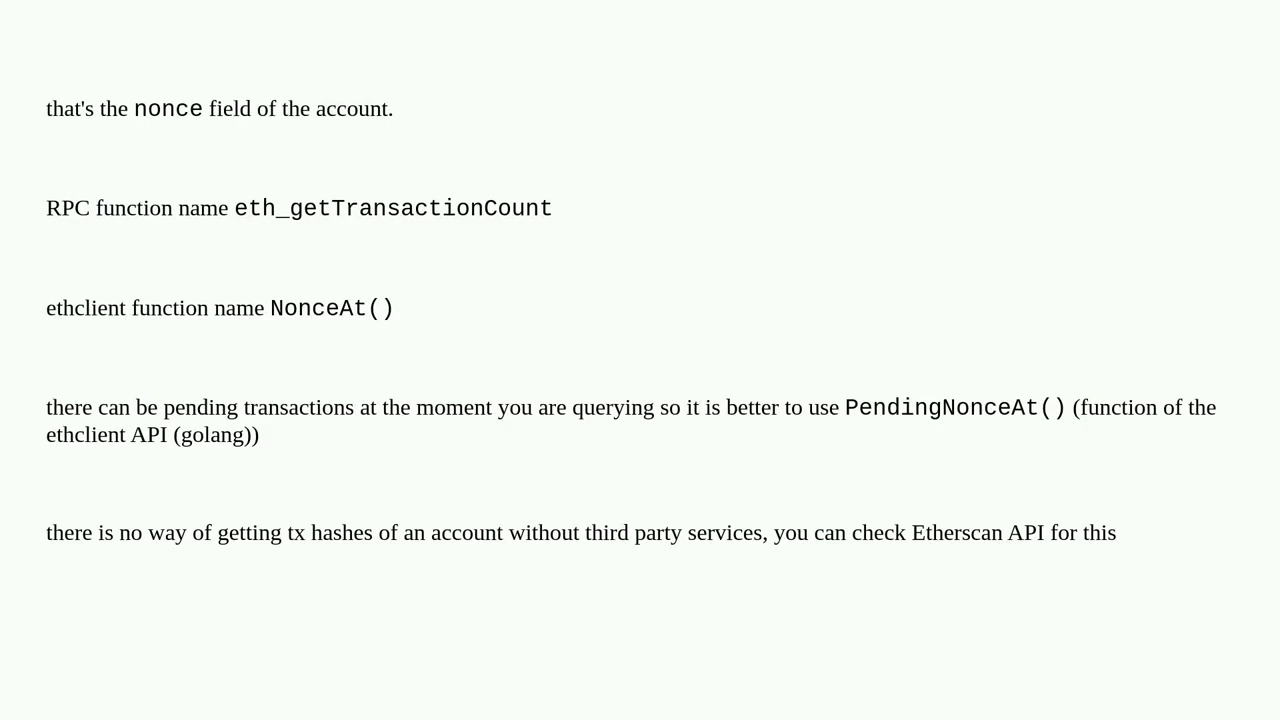 that's the nonce field of the account.
RPC function name eth_getTransactionCount
ethclient function name NonceAt()
there can be pending transactions at the moment you are querying so it is better to use PendingNonceAt() (function of the
ethclient API (golang))
there is no way of getting tx hashes of an account without third party services, you can check Etherscan API for this